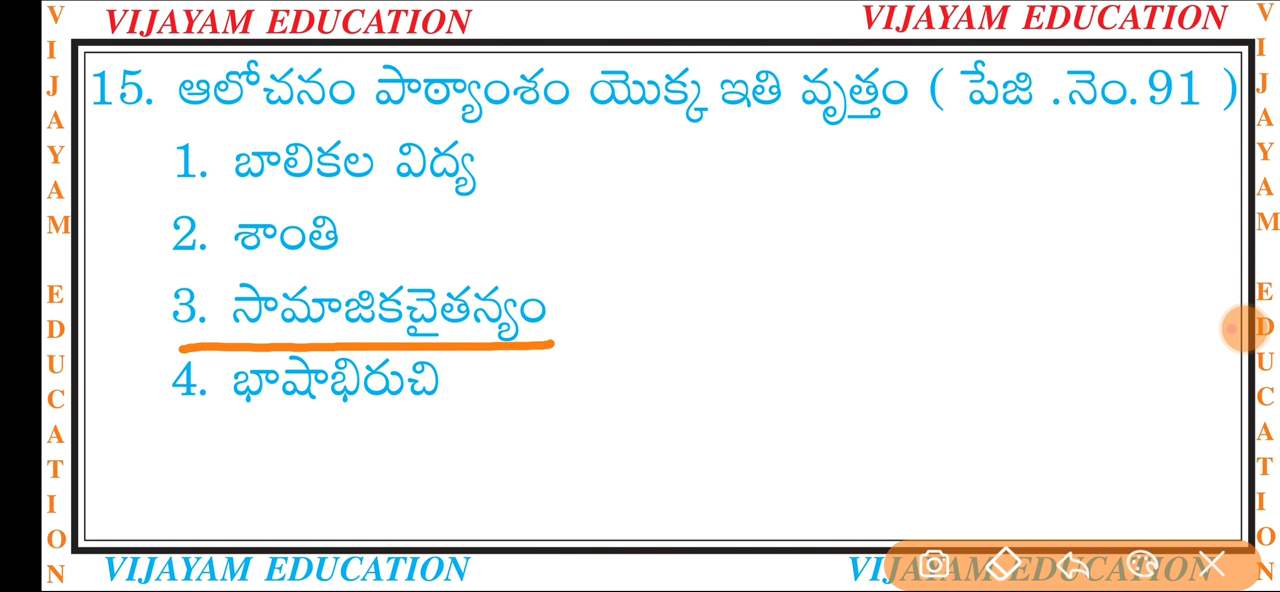 VIJAYAM EDUCATION
VIJAYAM EDUCATION
VIJAYAM EDUCATION
VIJAYAM EDUCATION
15. ఆలోచనం పాఠ్యాంశం యొక్క ఇతి వృత్తం ( పేజి .నెం. 91 )
1. బాలికల విద్య
2. శాంతి
3. సామాజికచైతన్యం
4. భాషాభిరుచి
VIJAYAM EDUCATION
VIJAYAM EDUCATION